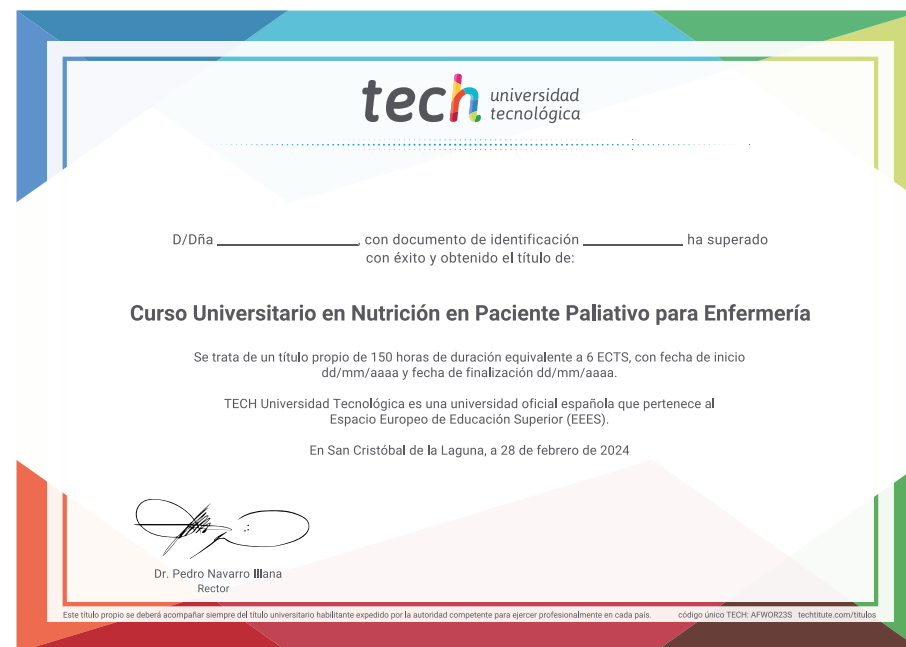 tech universidad
tecnológica
D/Dña ____________, con documento de identificación ____________ ha superado
con éxito y obtenido el título de:
Curso Universitario en Nutrición en Paciente Paliativo para Enfermería
Se trata de un título propio de 150 horas de duración equivalente a 6 ECTS, con fecha de inicio
dd/mm/aaaa y fecha de finalización dd/mm/aaaa.
TECH Universidad Tecnológica es una universidad oficial española que pertenece al
Espacio Europeo de Educación Superior (EEES).
En San Cristóbal de la Laguna, a 28 de febrero de 2024
Dr. Pedro Navarro Illana
Rector
Este título propio se deberá acompañar siempre del título universitario habilitante expedido por la autoridad competente para ejercer profesionalmente en cada país. código único TECH: AFWOR23S techtitute.com/titulos